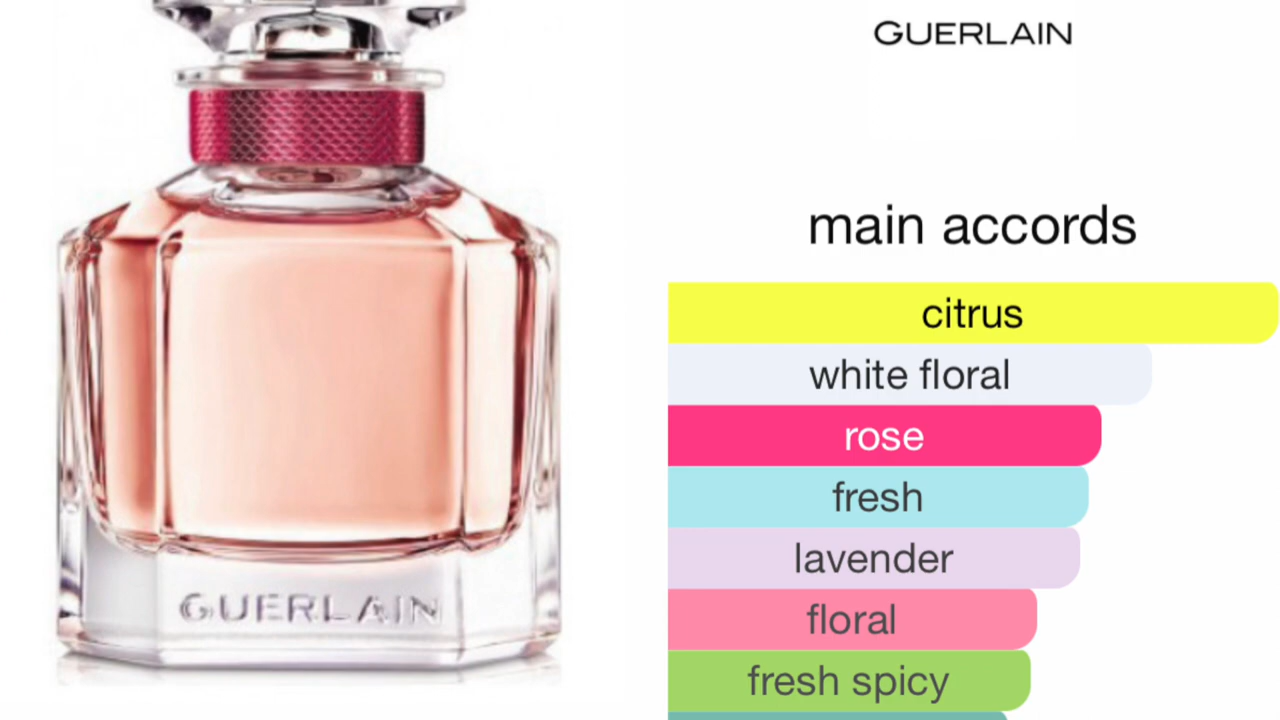 GUERLAIN
main accords
citrus
white floral
rose
fresh
lavender
floral
fresh spicy
GUERLAIN